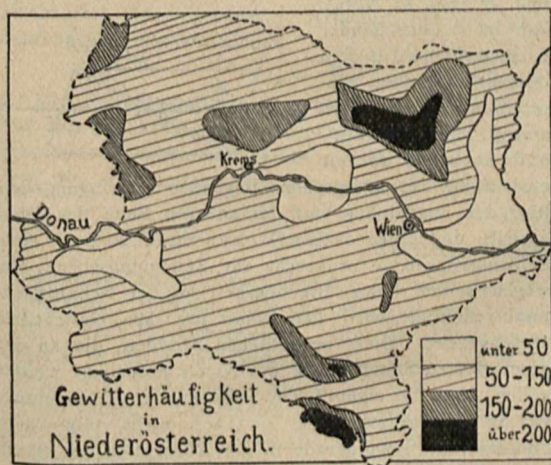 Krems
Donau
Wien
unter 50
50-150
150-200
über 200
Gewitterhäufigkeit
in
Niederösterreich.